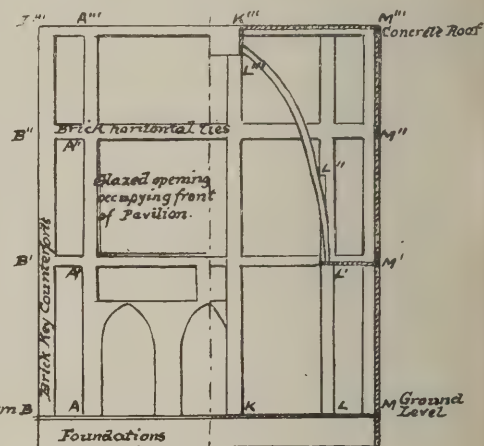 A''' K''' M'''
Concrete Roof
L'''
B'' Brick horizontal ties M''
A''
Glazed opening
occupying front
of Pavilion.
L''
B' A' L' M'
Brick Key Counterforts
B A K L M Ground
Level
Foundations